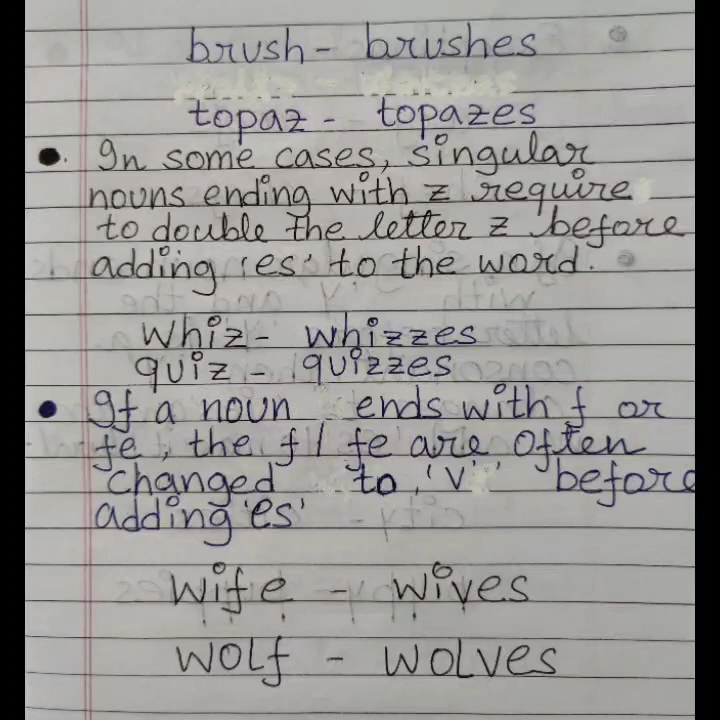 brush - brushes
topaz - topazes
• In some cases, singular
nouns ending with z require
to double the letter z before
adding 'es' to the word.
whiz - whizzes
quiz - quizzes
• If a noun ends with f or
fe, the f/fe are often
changed to 'v' before
adding 'es'
wife - wives
wolf - wolves